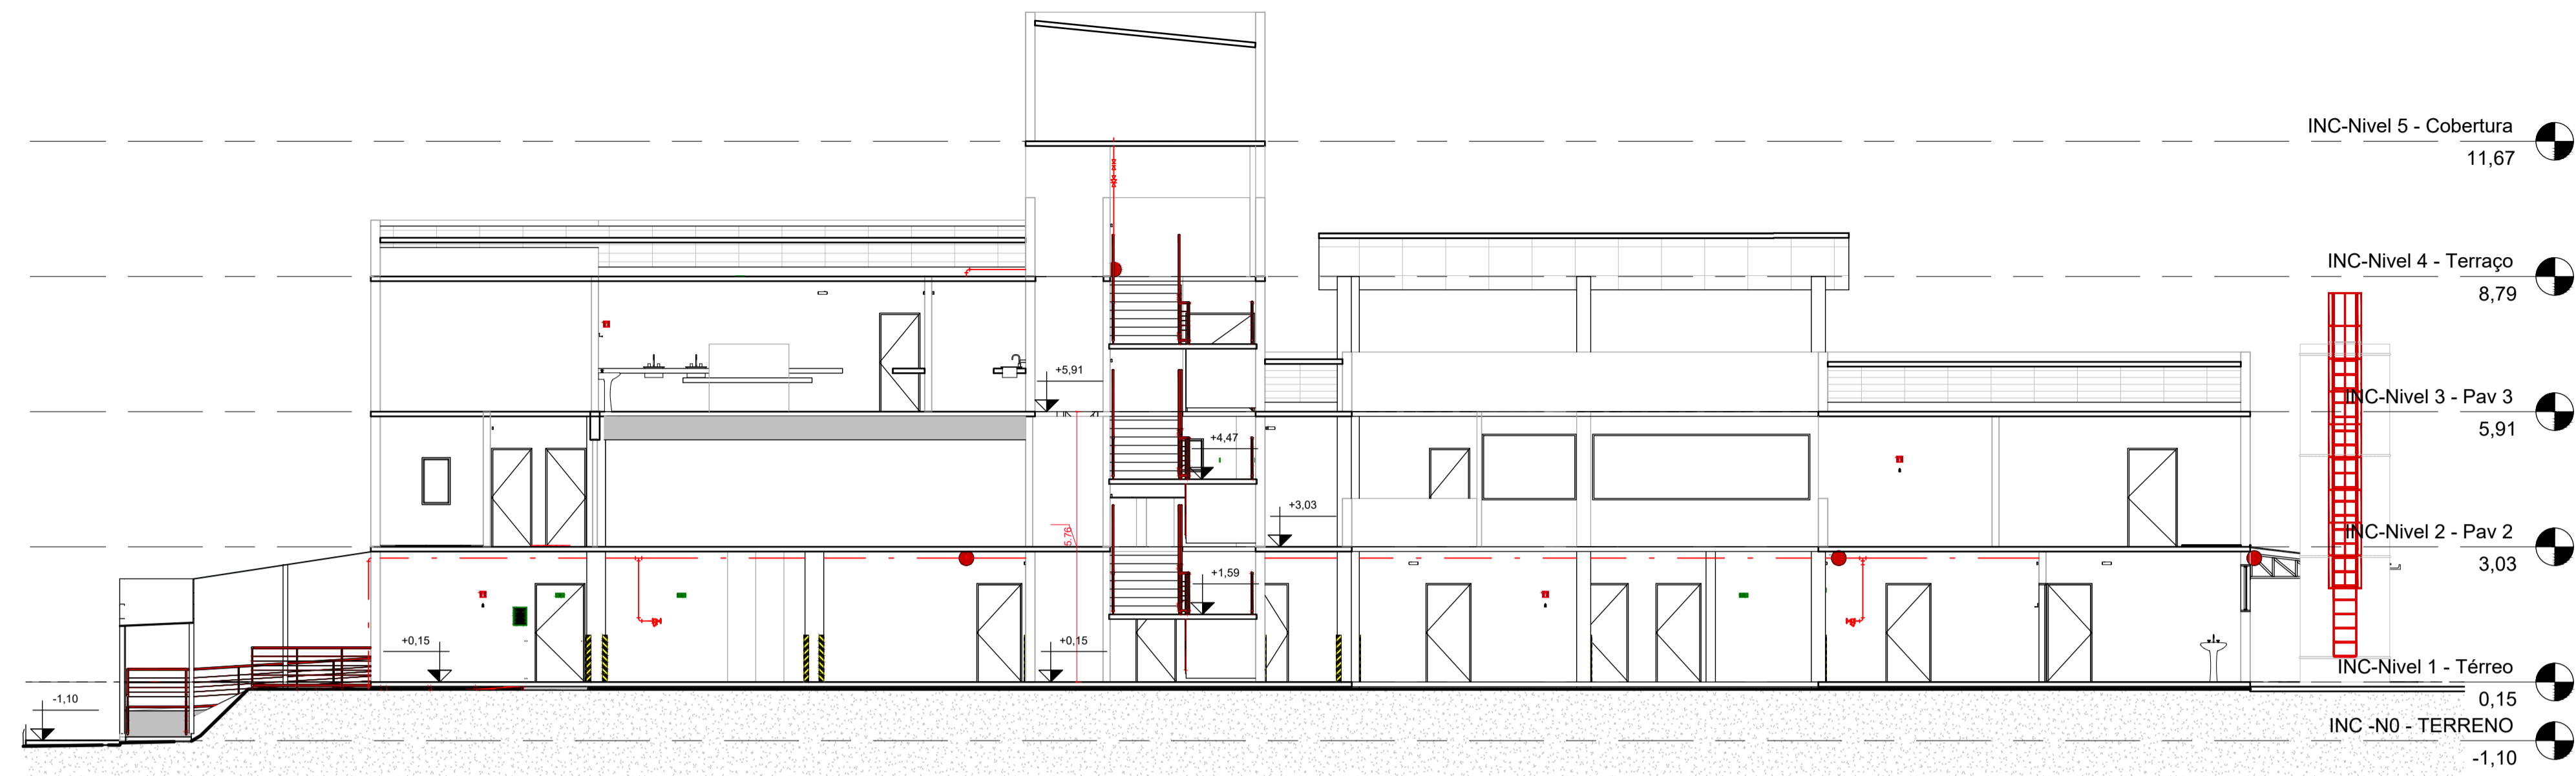 INC-Nivel 5 - Cobertura
11,67
INC-Nivel 4 - Terraço
8,79
+5,91
INC-Nivel 3 - Pav 3
5,91
+4,47
+3,03
5,76
INC-Nivel 2 - Pav 2
3,03
+1,59
+0,15
+0,15
INC-Nivel 1 - Térreo
0,15
-1,10
INC -N0 - TERRENO
-1,10